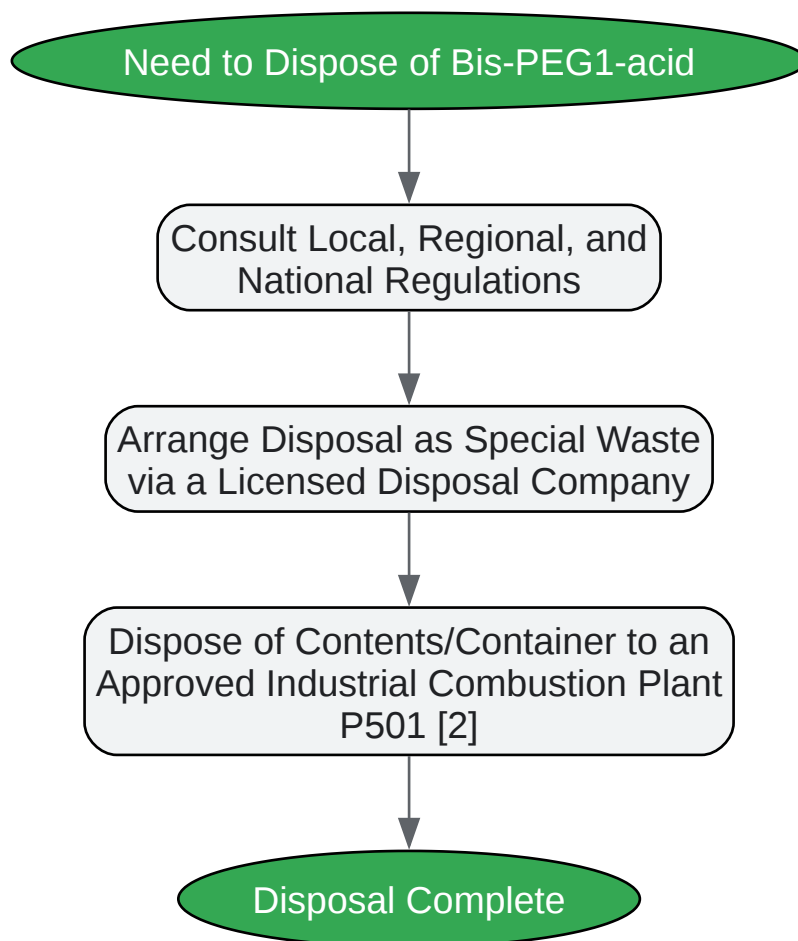 Need to Dispose of Bis-PEG1-acid
Consult Local, Regional, and
National Regulations
Arrange Disposal as Special Waste
via a Licensed Disposal Company
Dispose of Contents/Container to an
Approved Industrial Combustion Plant
P501 [2]
Disposal Complete